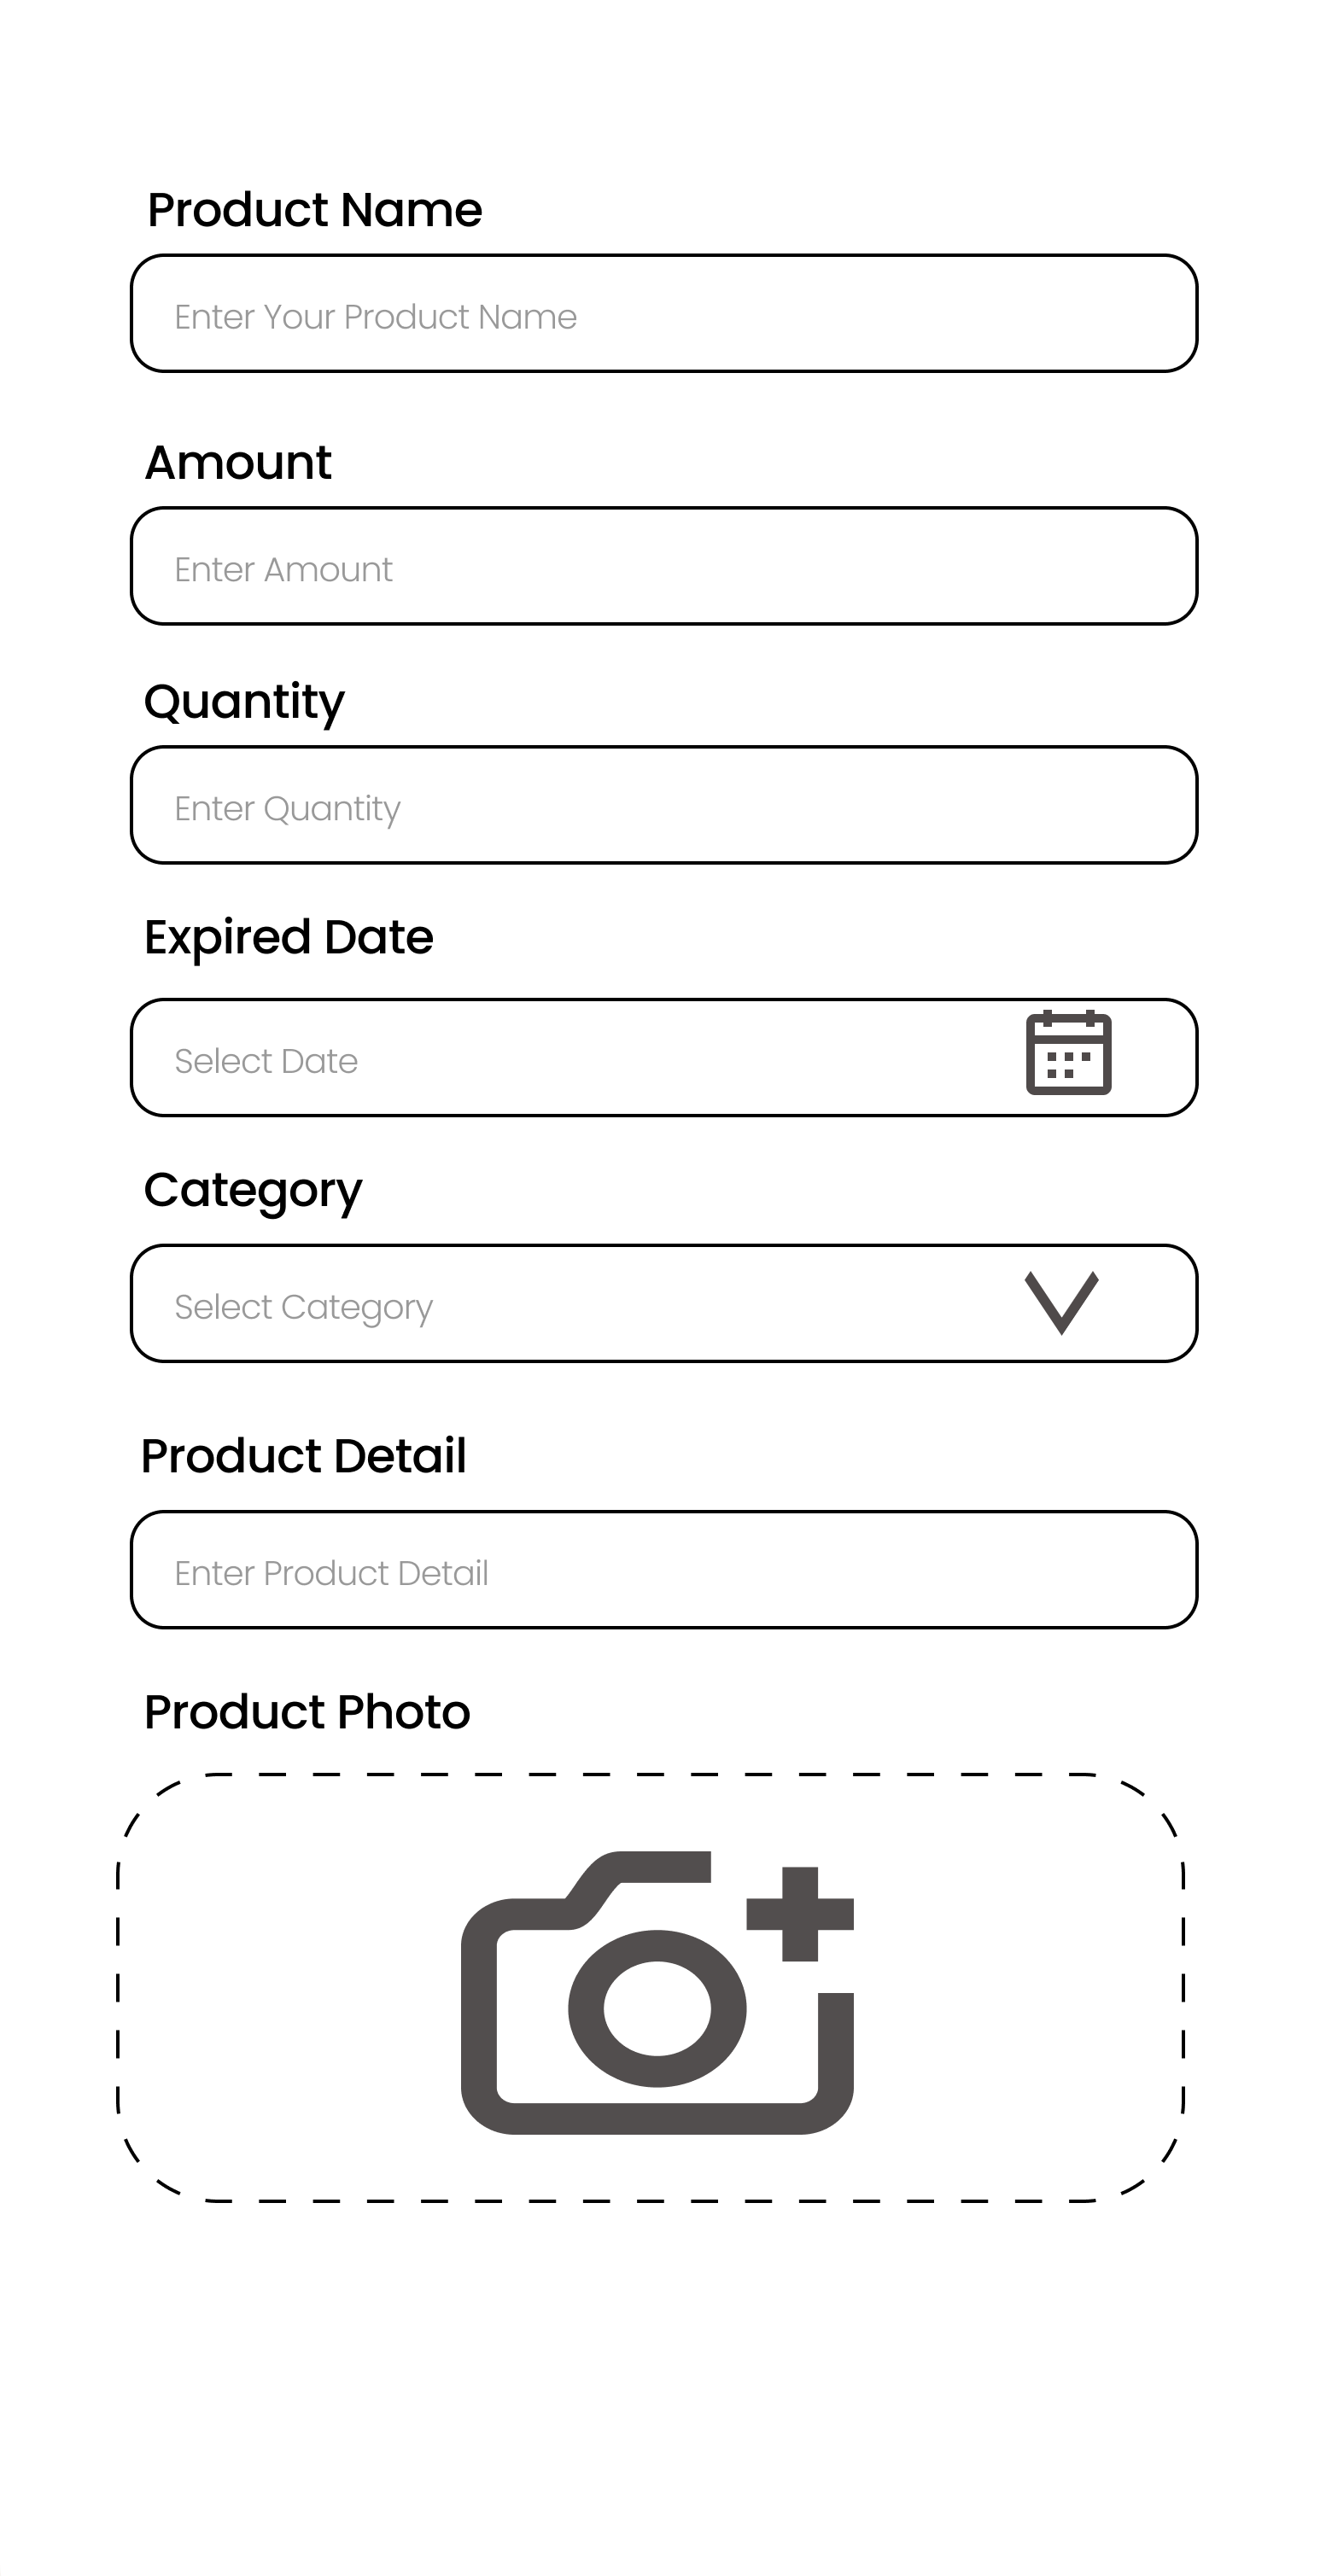 Product Name
Enter Your Product Name
Amount
Enter Amount
Quantity
Enter Quantity
Expired Date
Select Date
Category
Select Category
Product Detail
Enter Product Detail
Product Photo